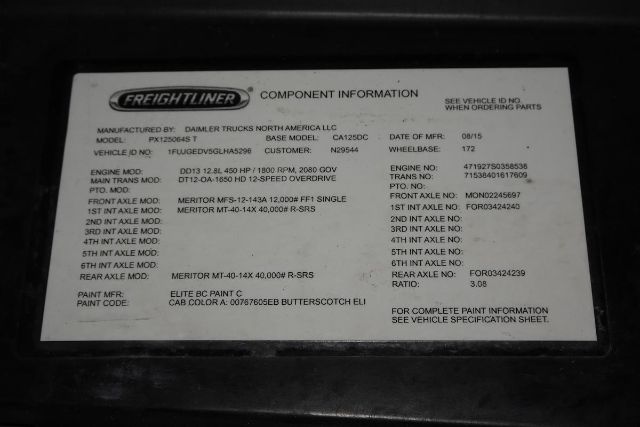 FREIGHTLINER COMPONENT INFORMATION
SEE VEHICLE ID NO.
WHEN ORDERING PARTS
MANUFACTURED BY: DAIMLER TRUCKS NORTH AMERICA LLC
MODEL: PX125064S T BASE MODEL: CA125DC DATE OF MFR: 08/15
VEHICLE ID NO: 1FUJGEDV5GLHA5296 CUSTOMER: N29544 WHEELBASE: 172
ENGINE MOD: DD13 12.8L 450 HP / 1800 RPM, 2080 GOV ENGINE NO: 471927S0358536
MAIN TRANS MOD: DT12-OA-1650 HD 12-SPEED OVERDRIVE TRANS NO: 71538401617609
PTO. MOD: PTO. NO:
FRONT AXLE MOD: MERITOR MFS-12-143A 12,000# FF1 SINGLE FRONT AXLE NO: MON02245697
1ST INT AXLE MOD: MERITOR MT-40-14X 40,000# R-SRS 1ST INT AXLE NO: FOR03424240
2ND INT AXLE MOD: 2ND INT AXLE NO:
3RD INT AXLE MOD: 3RD INT AXLE NO:
4TH INT AXLE MOD: 4TH INT AXLE NO:
5TH INT AXLE MOD: 5TH INT AXLE NO:
6TH INT AXLE MOD: 6TH INT AXLE NO:
REAR AXLE MOD: MERITOR MT-40-14X 40,000# R-SRS REAR AXLE NO: FOR03424239
RATIO: 3.08
PAINT MFR: ELITE BC PAINT C
PAINT CODE: CAB COLOR A: 00767605EB BUTTERSCOTCH ELI
FOR COMPLETE PAINT INFORMATION
SEE VEHICLE SPECIFICATION SHEET.